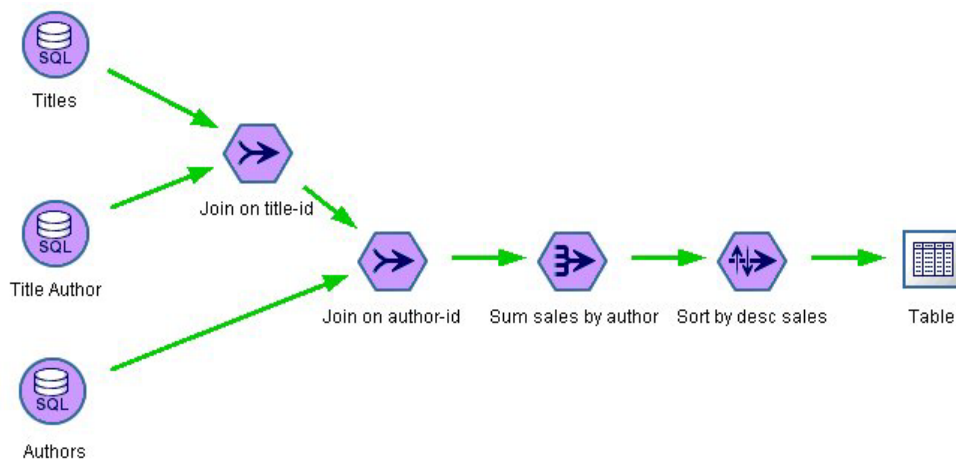 SQL
Titles
Join on title-id
SQL
Title Author
Join on author-id
Sum sales by author
Sort by desc sales
Table
SQL
Authors